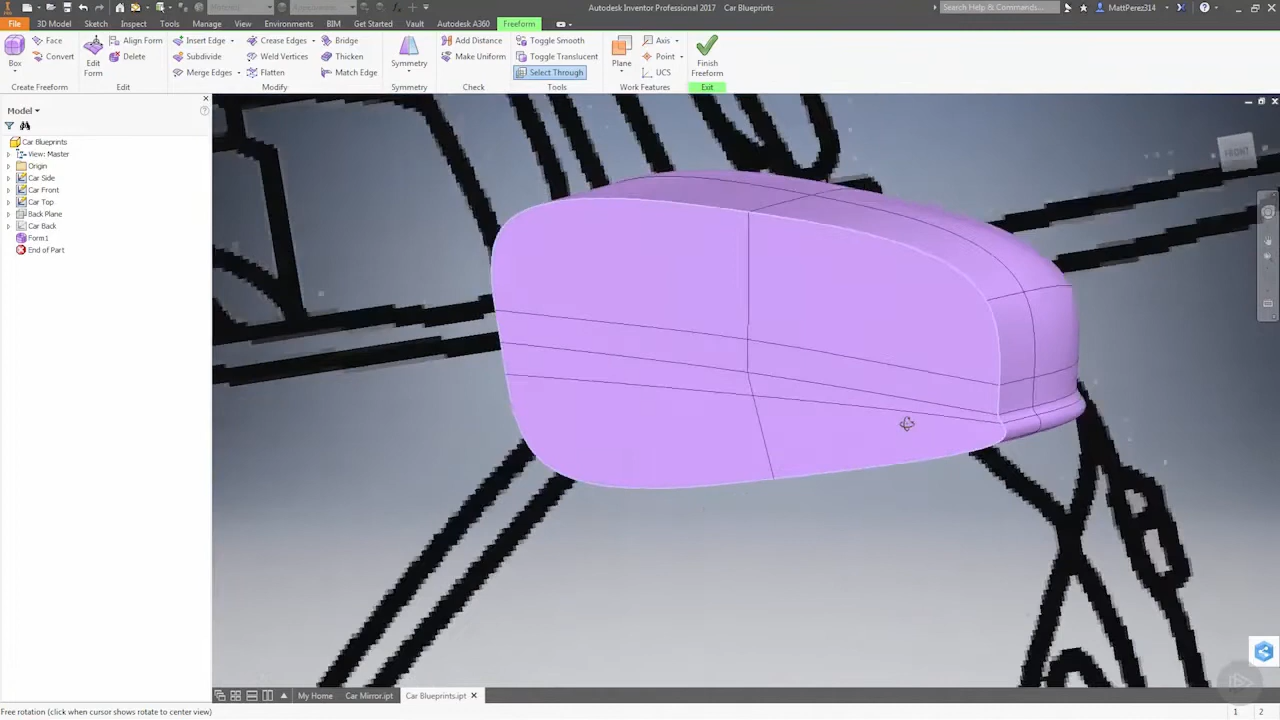 Autodesk Inventor Professional 2017 Car Blueprints
Search Help & Commands...
MattPerez314
File
3D Model
Sketch
Inspect
Tools
Manage
View
Environments
BIM
Get Started
Vault
Autodesk A360
Freeform
Box
Face
Convert
Create Freeform
Edit
Form
Align Form
Delete
Edit
Insert Edge
Subdivide
Merge Edges
Crease Edges
Weld Vertices
Flatten
Bridge
Thicken
Match Edge
Modify
Symmetry
Symmetry
Add Distance
Make Uniform
Check
Toggle Smooth
Toggle Translucent
Select Through
Tools
Plane
Axis
Point
UCS
Work Features
Finish
Freeform
Exit
Model
Car Blueprints
View: Master
Origin
Car Side
Car Front
Car Top
Back Plane
Car Back
Form1
End of Part
FRONT
My Home
Car Mirror.ipt
Car Blueprints.ipt
Free rotation (click when cursor shows rotate to center view)
1 2